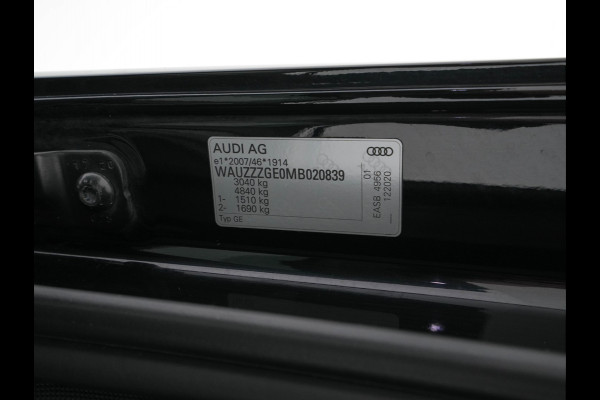 AUDI AG
e1*2007/46*1914
WAUZZZGE0MB020839
3040 kg
4840 kg
1- 1510 kg
2- 1690 kg
Typ GE
01
EASB 4956
122020